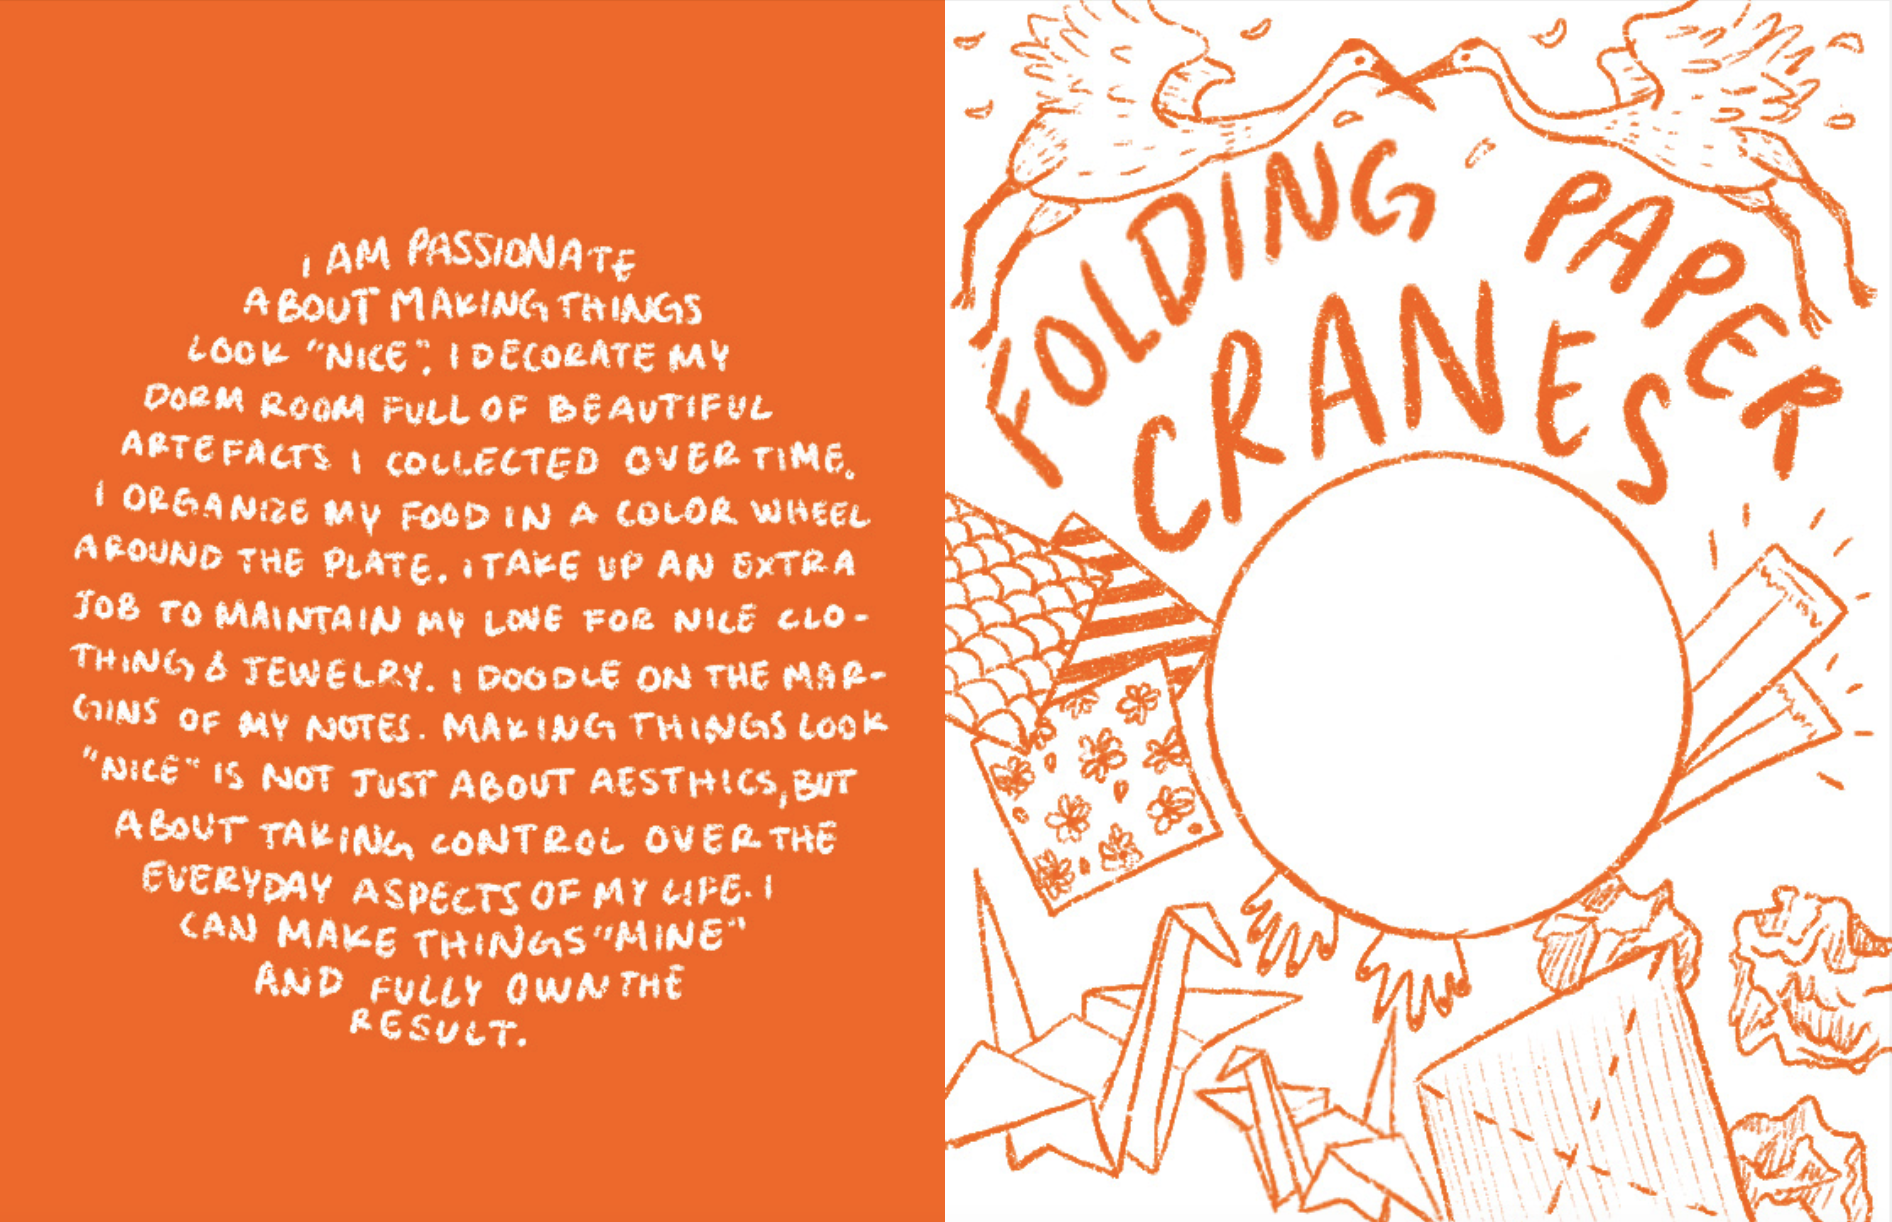 I AM PASSIONATE
ABOUT MAKING THINGS
LOOK "NICE". I DECORATE MY
DORM ROOM FULL OF BEAUTIFUL
ARTEFACTS I COLLECTED OVER TIME.
I ORGANIZE MY FOOD IN A COLOR WHEEL
AROUND THE PLATE. I TAKE UP AN EXTRA
JOB TO MAINTAIN MY LOVE FOR NICE CLO-
THING & JEWELRY. I DOODLE ON THE MAR-
GINS OF MY NOTES. MAKING THINGS LOOK
"NICE" IS NOT JUST ABOUT AESTHICS, BUT
ABOUT TAKING CONTROL OVER THE
EVERYDAY ASPECTS OF MY LIFE. I
CAN MAKE THINGS "MINE"
AND FULLY OWN THE
RESULT.
FOLDING PAPER
CRANES